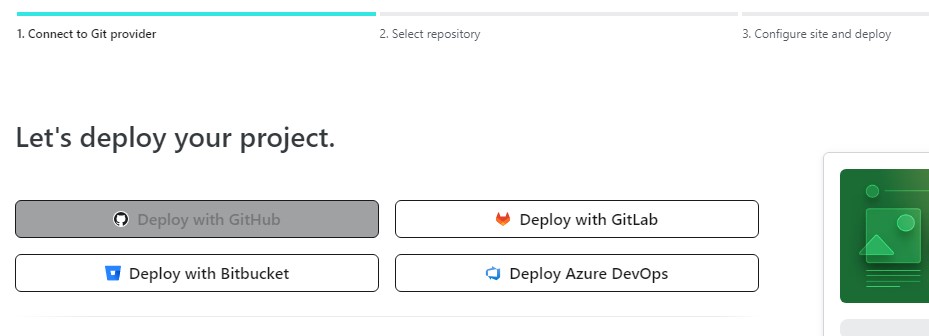 1. Connect to Git provider
2. Select repository
3. Configure site and deploy
Let's deploy your project.
Deploy with GitHub
Deploy with GitLab
Deploy with Bitbucket
Deploy Azure DevOps